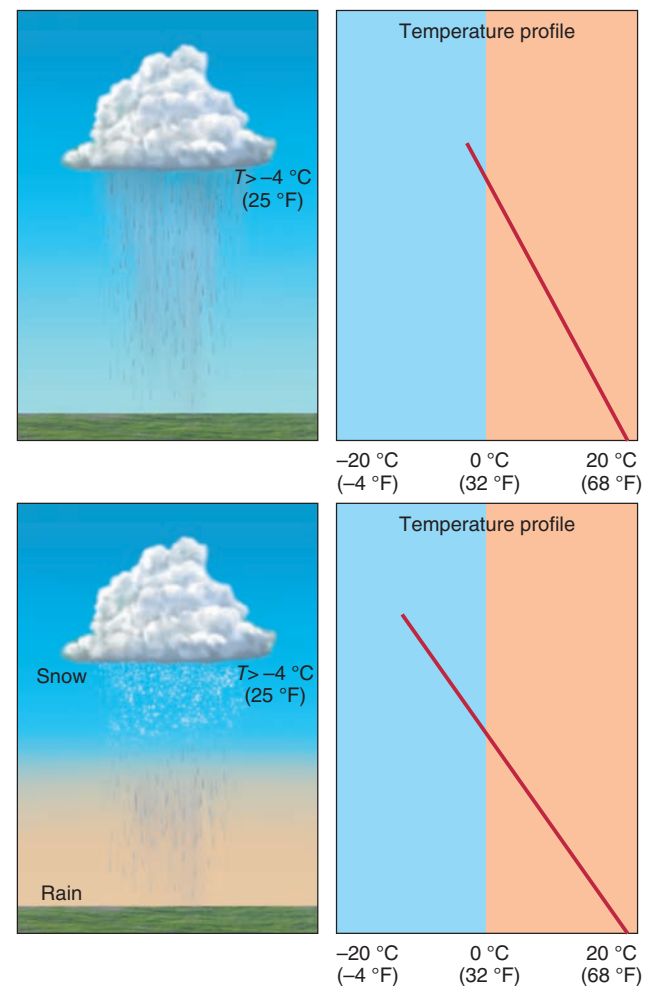 Temperature profile
T> –4 °C
(25 °F)
–20 °C 0 °C 20 °C
(–4 °F) (32 °F) (68 °F)
Temperature profile
Snow
T> –4 °C
(25 °F)
Rain
–20 °C 0 °C 20 °C
(–4 °F) (32 °F) (68 °F)